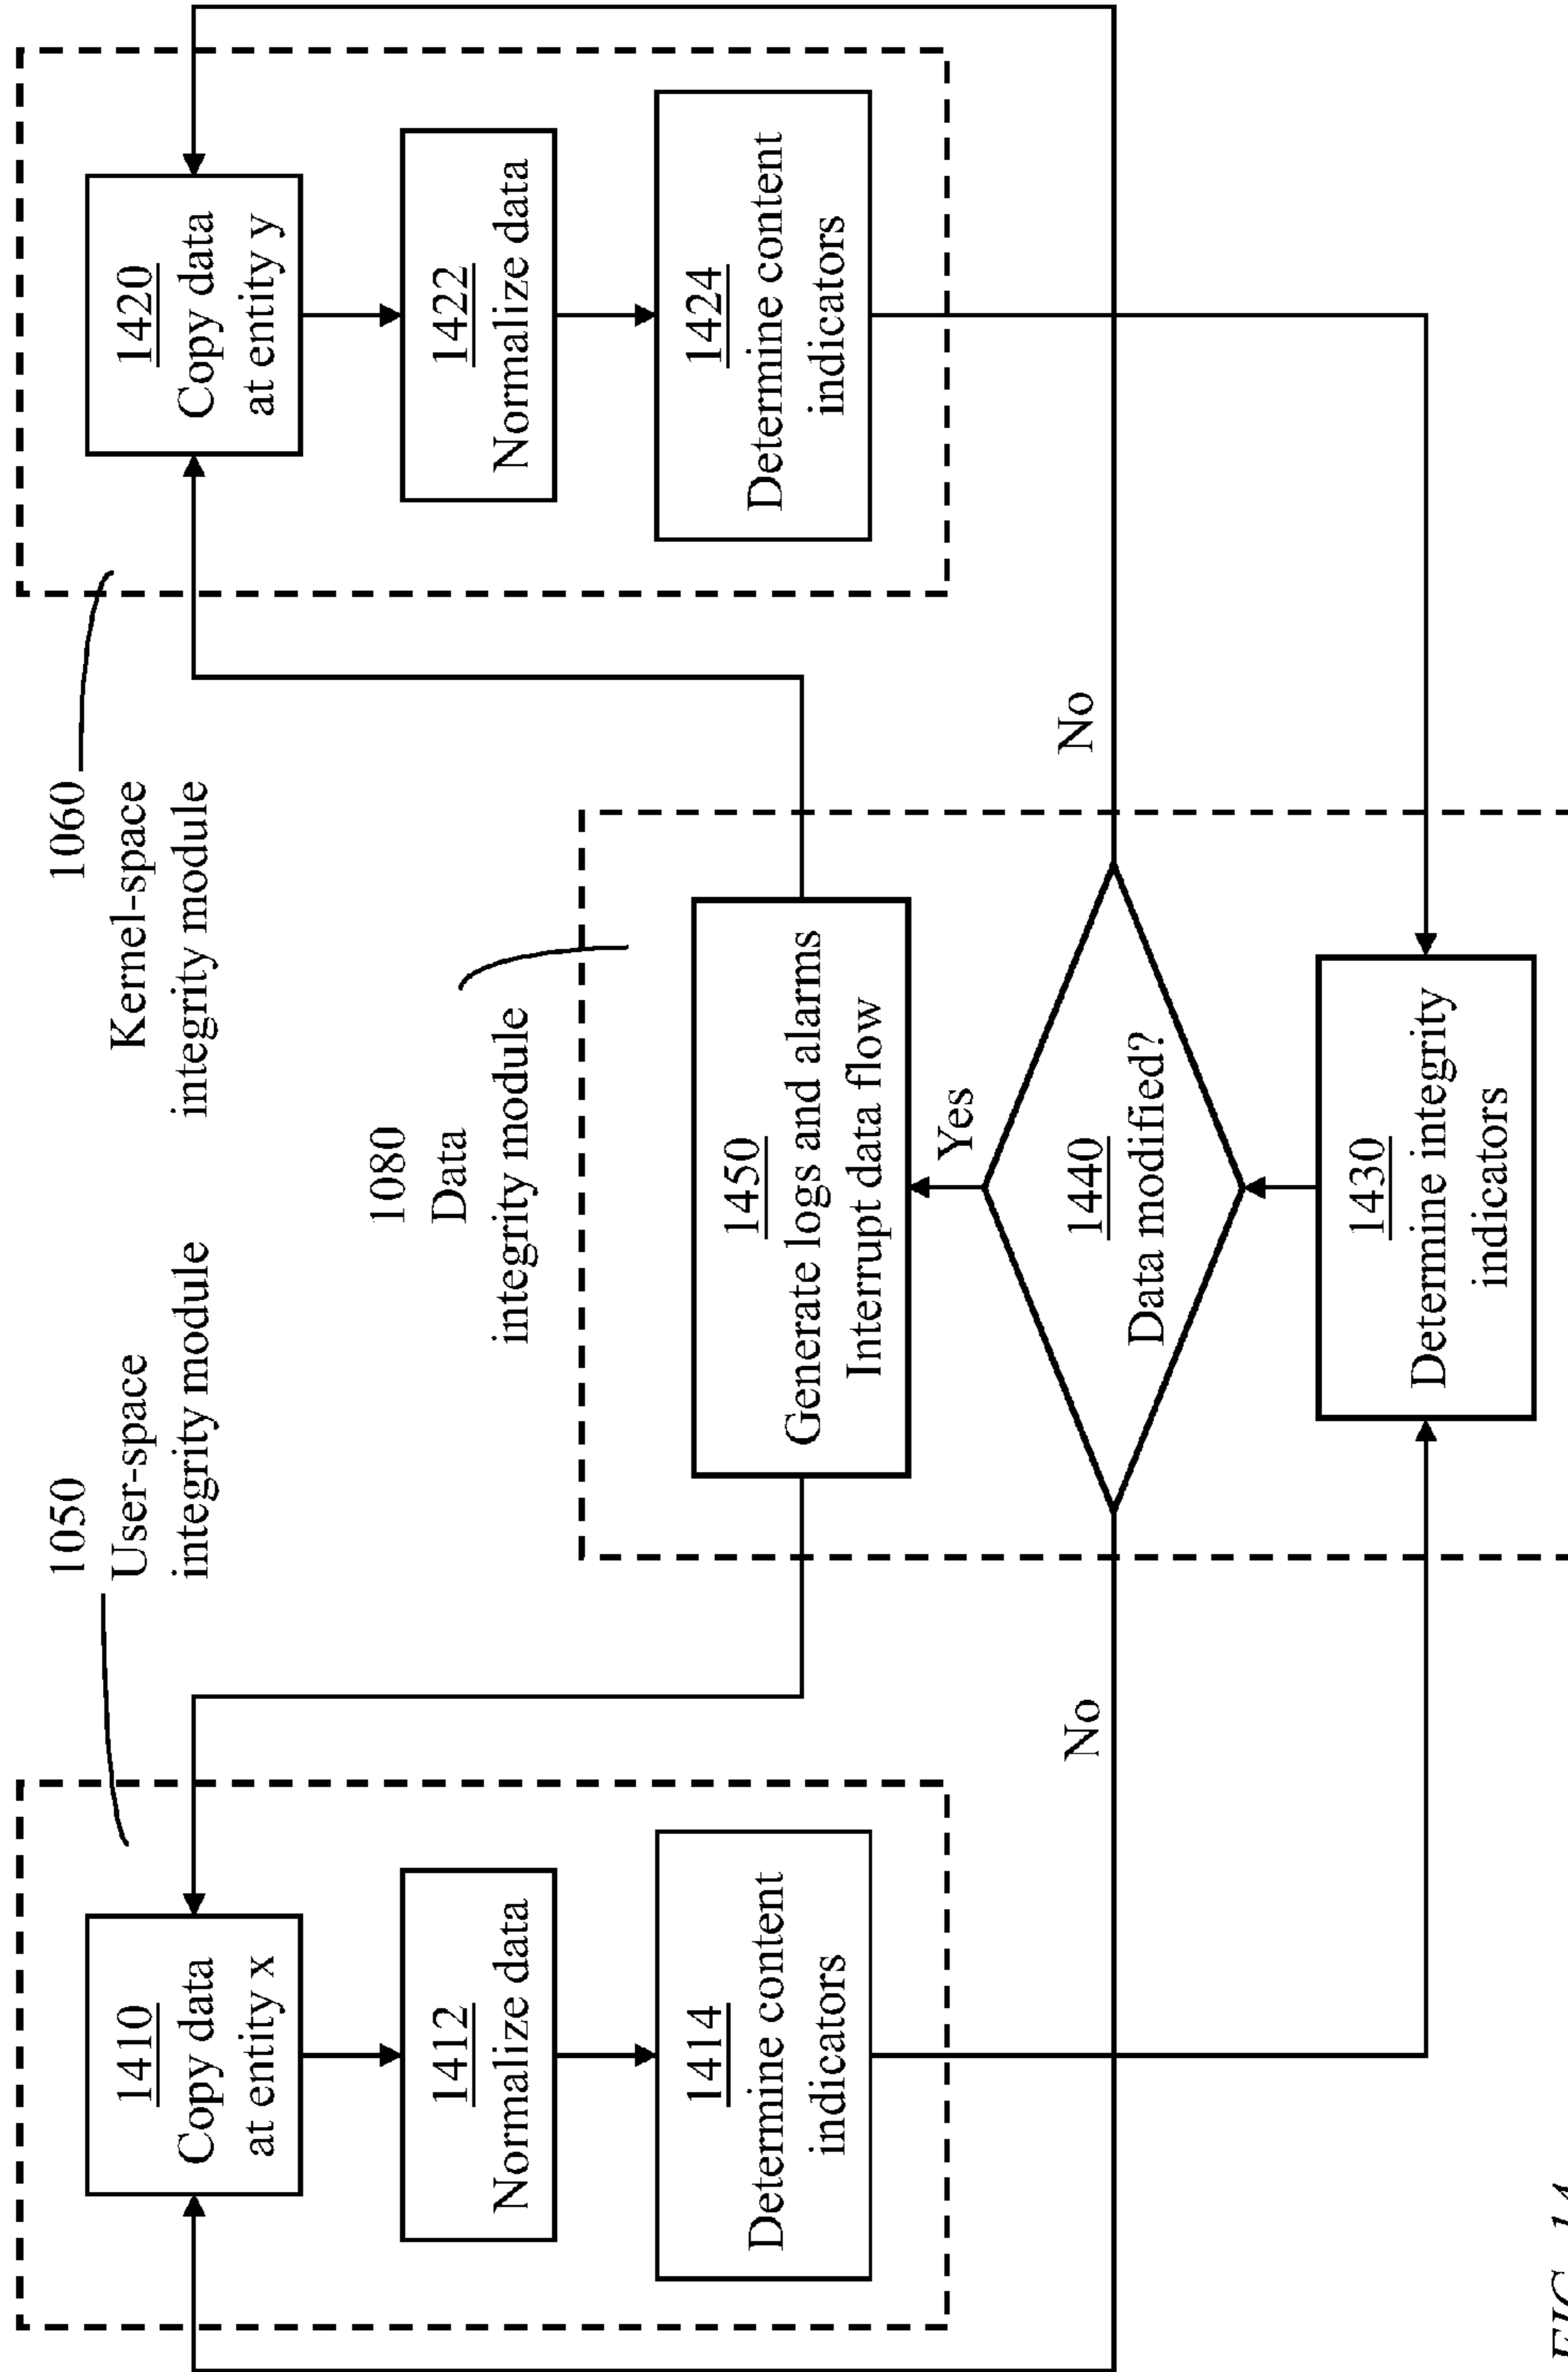 1050
User-space
integrity module
1060
Kernel-space
integrity module
1410
Copy data
at entity x
1420
Copy data
at entity y
1080
Data
integrity module
1412
Normalize data
1422
Normalize data
1414
Determine content
indicators
1424
Determine content
indicators
1450
Generate logs and alarms
Interrupt data flow
Yes
No
No
1440
Data modified?
1430
Determine integrity
indicators
FIG. 14